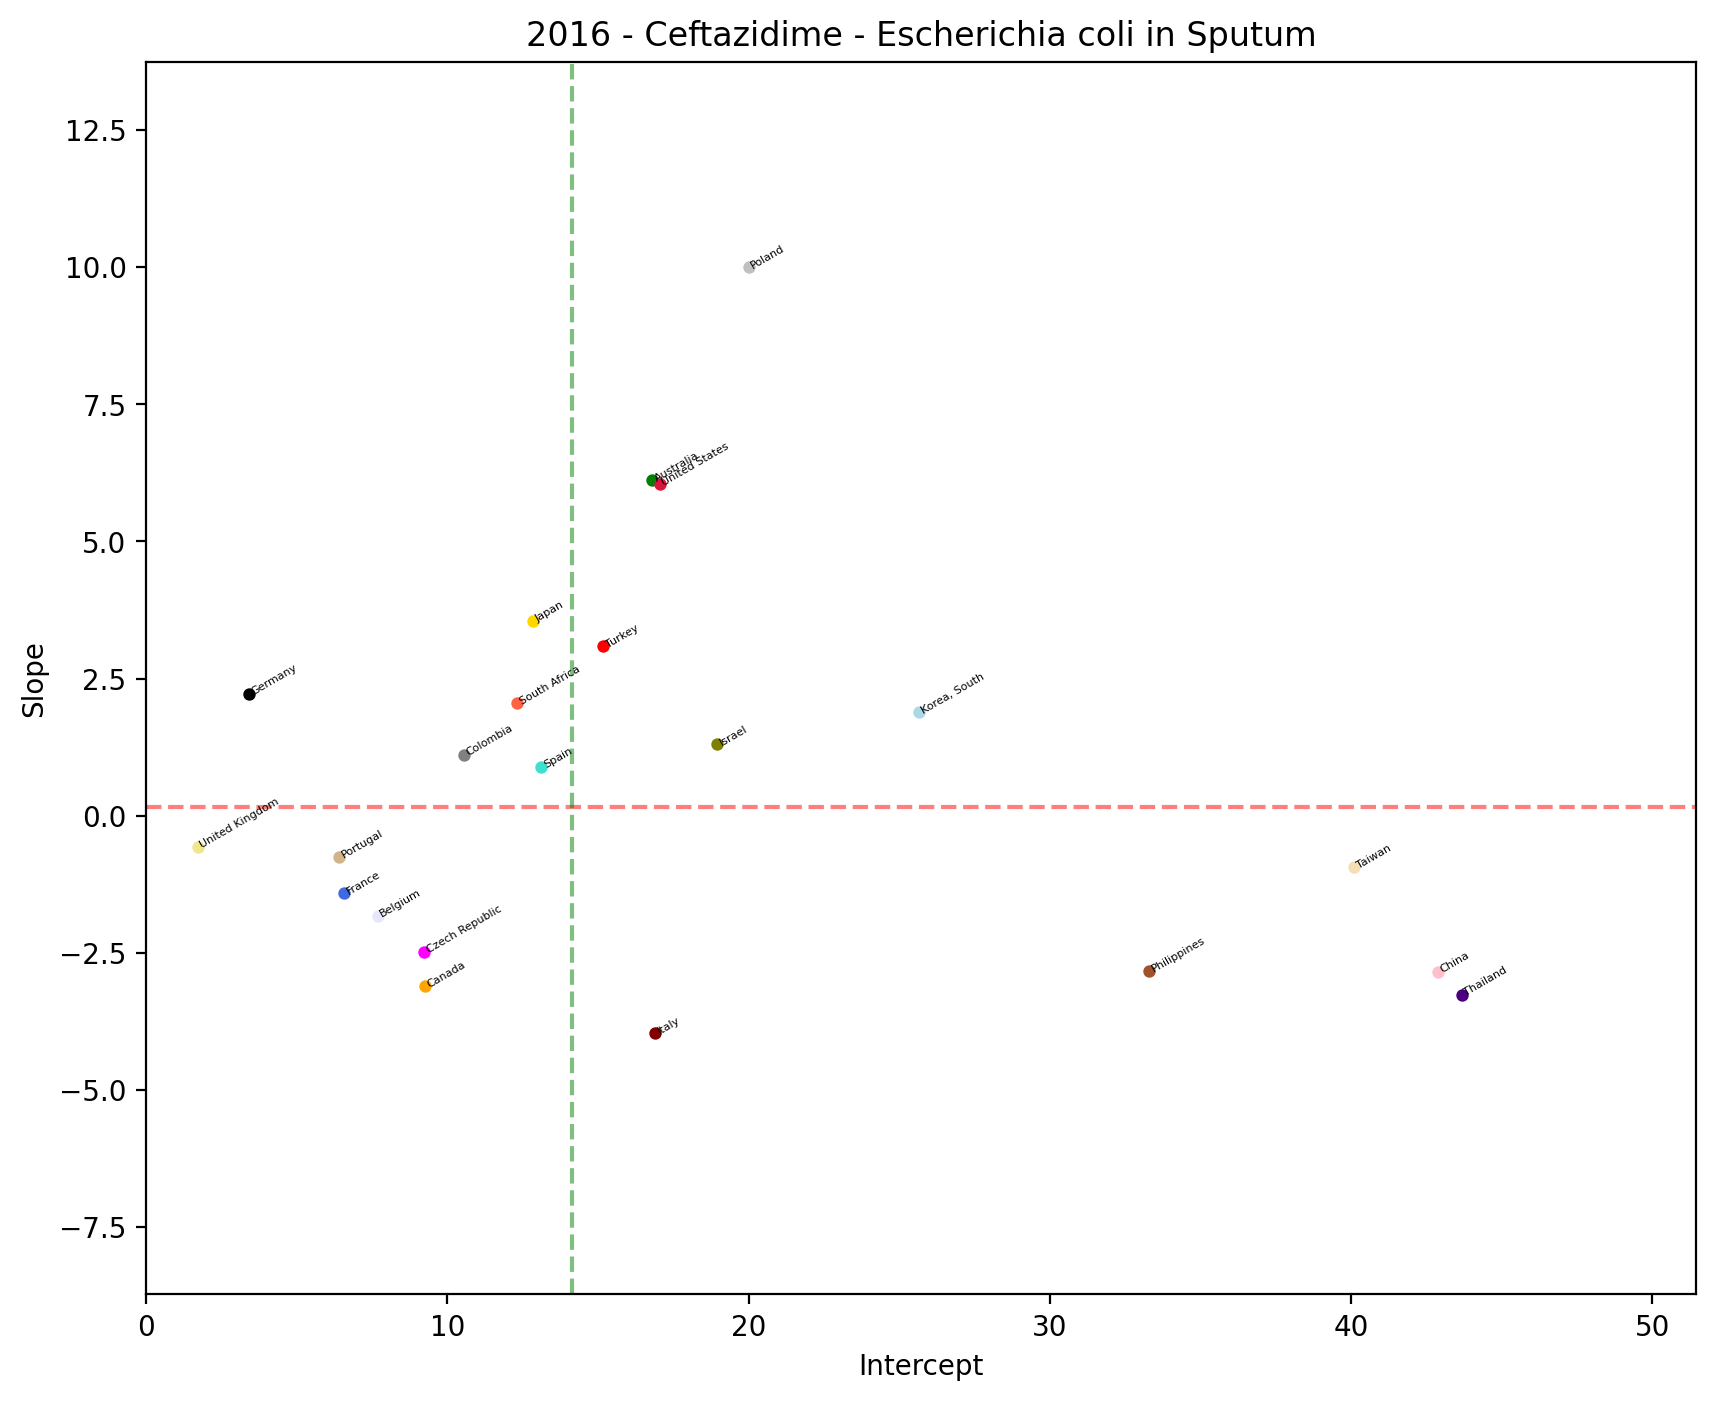 2016 - Ceftazidime - Escherichia coli in Sputum
12.5
10.0
7.5
5.0
2.5
0.0
−2.5
−5.0
−7.5
Slope
Poland
Australia
United States
Japan
Turkey
Germany
South Africa
Korea, South
Israel
Colombia
Spain
United Kingdom
Portugal
Taiwan
France
Belgium
Czech Republic
Canada
Philippines
China
Thailand
Italy
0 10 20 30 40 50
Intercept